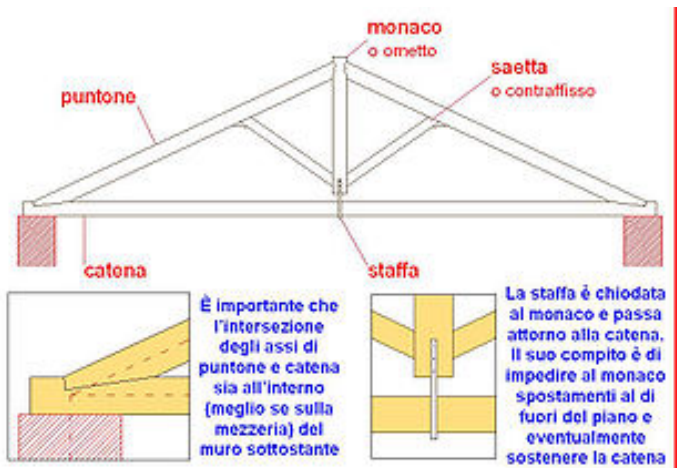 monaco
o ometto
saetta
o contraffisso
puntone
catena
staffa
È importante che
l'intersezione
degli assi di
puntone e catena
sia all'interno
(meglio se sulla
mezzeria) del
muro sottostante
La staffa è chiodata
al monaco e passa
attorno alla catena.
Il suo compito è di
impedire al monaco
spostamenti al di
fuori del piano e
eventualmente
sostenere la catena